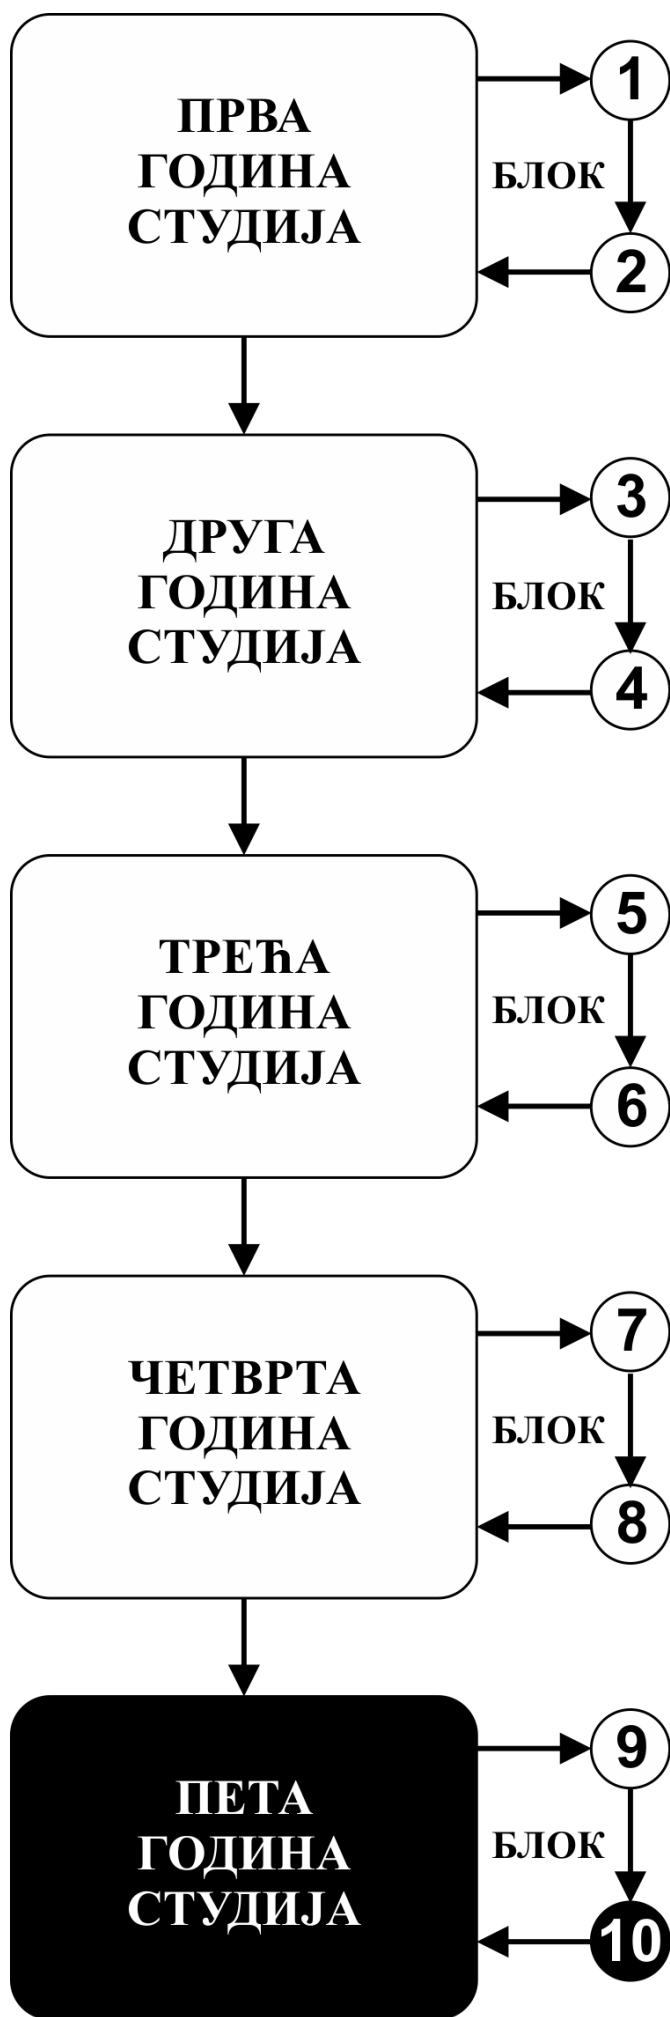 ПРВА
ГОДИНА
СТУДИЈА
1
БЛОК
2
ДРУГА
ГОДИНА
СТУДИЈА
3
БЛОК
4
ТРЕЋА
ГОДИНА
СТУДИЈА
5
БЛОК
6
ЧЕТВРТА
ГОДИНА
СТУДИЈА
7
БЛОК
8
ПЕТА
ГОДИНА
СТУДИЈА
9
БЛОК
10